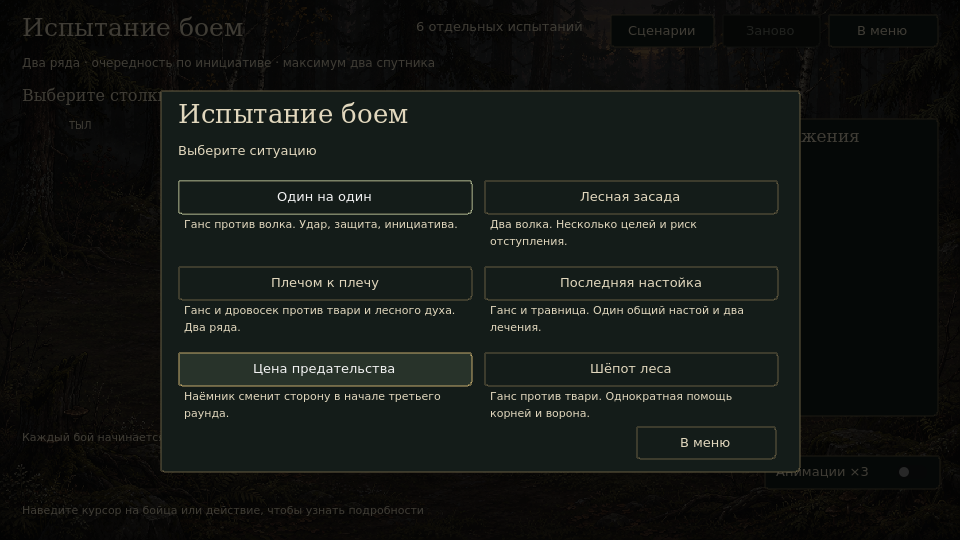 Испытание боем
6 отдельных испытаний
Сценарии
Заново
В меню
Два ряда · очередность по инициативе · максимум два спутника
Выберите
ТЫЛ
Испытание боем
Выберите ситуацию
Один на один
Ганс против волка. Удар, защита, инициатива.
Лесная засада
Два волка. Несколько целей и риск
отступления.
Плечом к плечу
Ганс и дровосек против твари и лесного духа.
Два ряда.
Последняя настойка
Ганс и травница. Один общий настой и два
лечения.
Цена предательства
Наёмник сменит сторону в начале третьего
раунда.
Шёпот леса
Ганс против твари. Однократная помощь
корней и ворона.
В меню
Каждый бой начинается
Анимации ×3
Наведите курсор на бойца или действие, чтобы узнать подробности